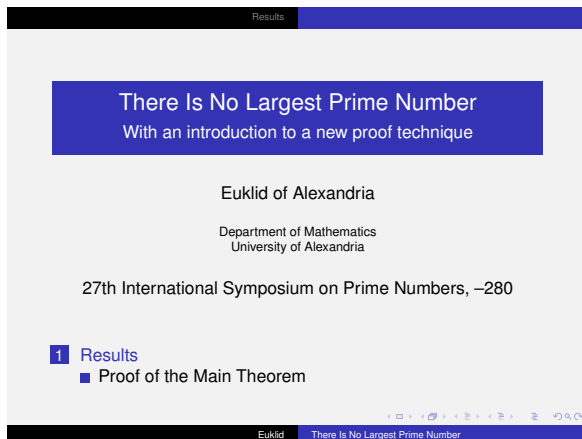 Results
There Is No Largest Prime Number
With an introduction to a new proof technique
Euklid of Alexandria
Department of Mathematics
University of Alexandria
27th International Symposium on Prime Numbers, –280
1 Results
Proof of the Main Theorem
Euklid There Is No Largest Prime Number